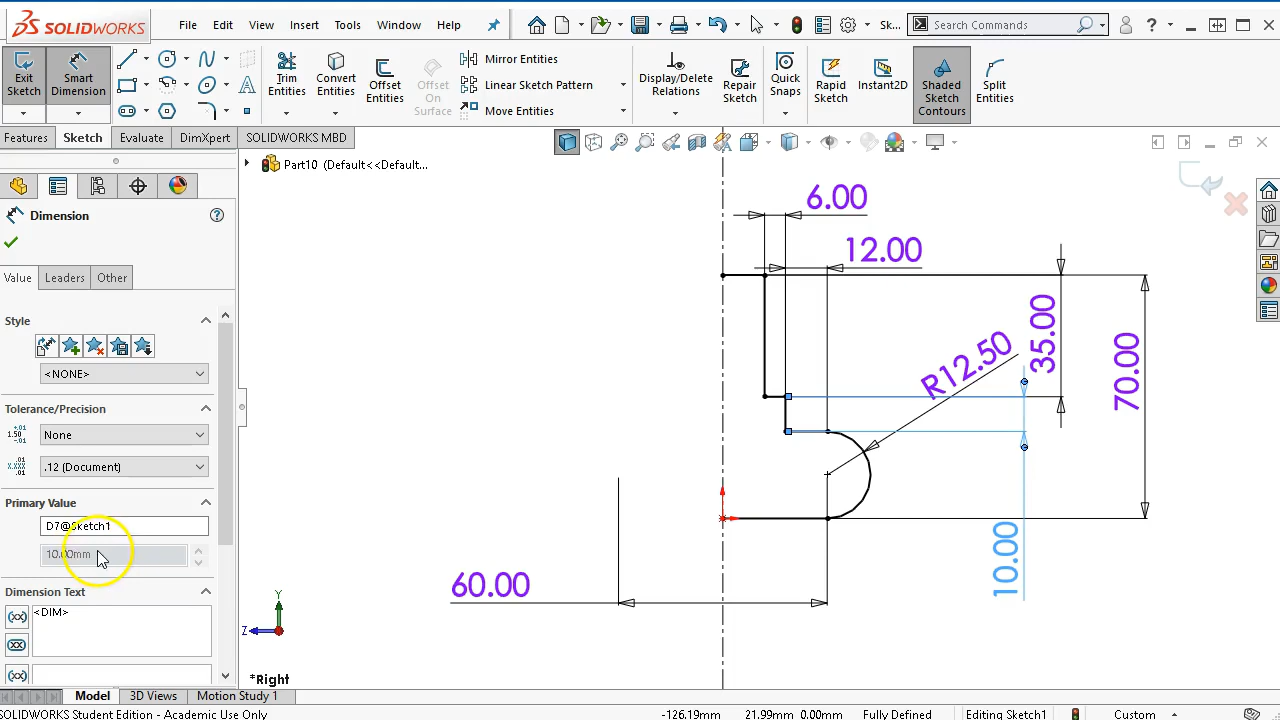 SOLIDWORKS File Edit View Insert Tools Window Help Sk... Search Commands ?
Exit Sketch
Smart Dimension
Trim Entities
Convert Entities
Offset Entities
Offset On Surface
Mirror Entities
Linear Sketch Pattern
Move Entities
Display/Delete Relations
Repair Sketch
Quick Snaps
Rapid Sketch
Instant2D
Shaded Sketch Contours
Split Entities
Features Sketch Evaluate DimXpert SOLIDWORKS MBD
Part10 (Default<<Default...
Dimension
Value Leaders Other
Style
<NONE>
Tolerance/Precision
None
.12 (Document)
Primary Value
D7@Sketch1
10.00mm
Dimension Text
<DIM>
6.00
12.00
R12.50
35.00
70.00
10.00
60.00
Y
Z
*Right
Model 3D Views Motion Study 1
SOLIDWORKS Student Edition - Academic Use Only -126.19mm 21.99mm 0.00mm Fully Defined Editing Sketch1 Custom